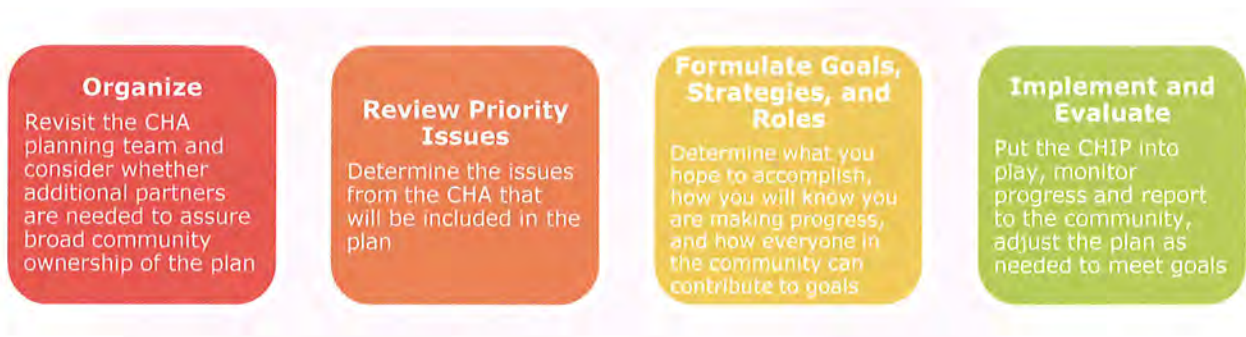 Organize
Revisit the CHA
planning team and
consider whether
additional partners
are needed to assure
broad community
ownership of the plan
Review Priority
Issues
Determine the issues
from the CHA that
will be included in the
plan
Formulate Goals,
Strategies, and
Roles
Determine what you
hope to accomplish,
how you will know you
are making progress,
and how everyone in
the community can
contribute to goals
Implement and
Evaluate
Put the CHIP into
play, monitor
progress and report
to the community,
adjust the plan as
needed to meet goals